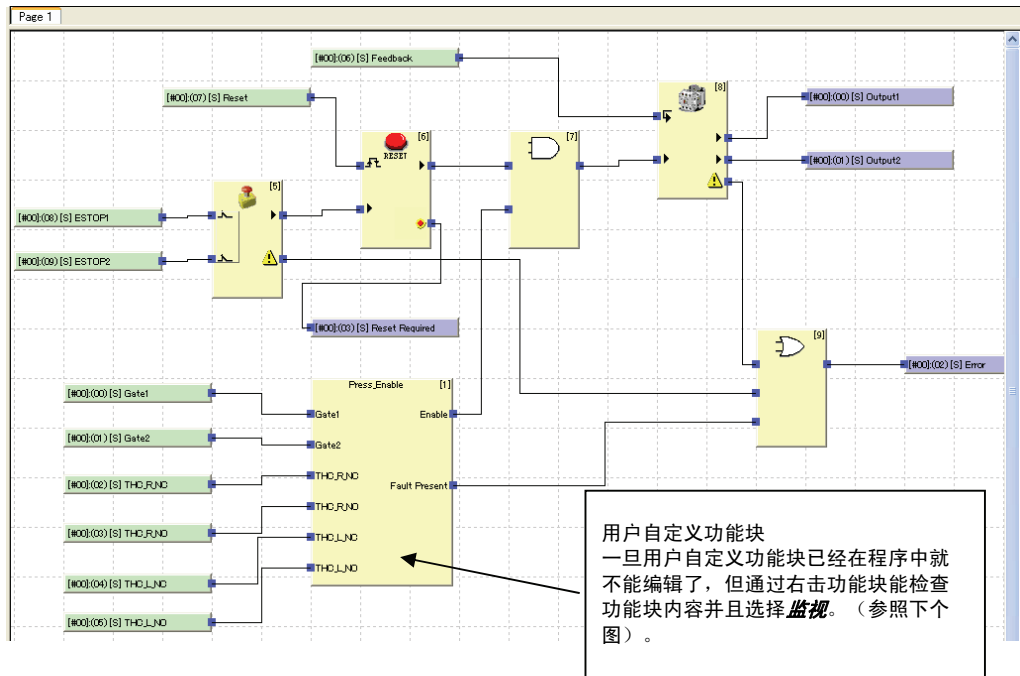 Page 1
[#00]:(06) [S] Feedback
[8]
[#00]:(07) [S] Reset
[#00]:(00) [S] Output1
[6]
[7]
RESET
[#00]:(01) [S] Output2
[5]
[#00]:(08) [S] ESTOP1
[#00]:(09) [S] ESTOP2
[#00]:(03) [S] Reset Required
[9]
[#00]:(02) [S] Error
Press_Enable [1]
[#00]:(00) [S] Gate1
Gate1
Enable
[#00]:(01) [S] Gate2
Gate2
[#00]:(02) [S] THC_R_NC
THC_R_NC
Fault Present
[#00]:(03) [S] THC_R_NO
THC_R_NO
[#00]:(04) [S] THC_L_NC
THC_L_NC
[#00]:(05) [S] THC_L_NO
THC_L_NO
用户自定义功能块
一旦用户自定义功能块已经在程序中就
不能编辑了，但通过右击功能块能检查
功能块内容并且选择监视。（参照下个
图）。